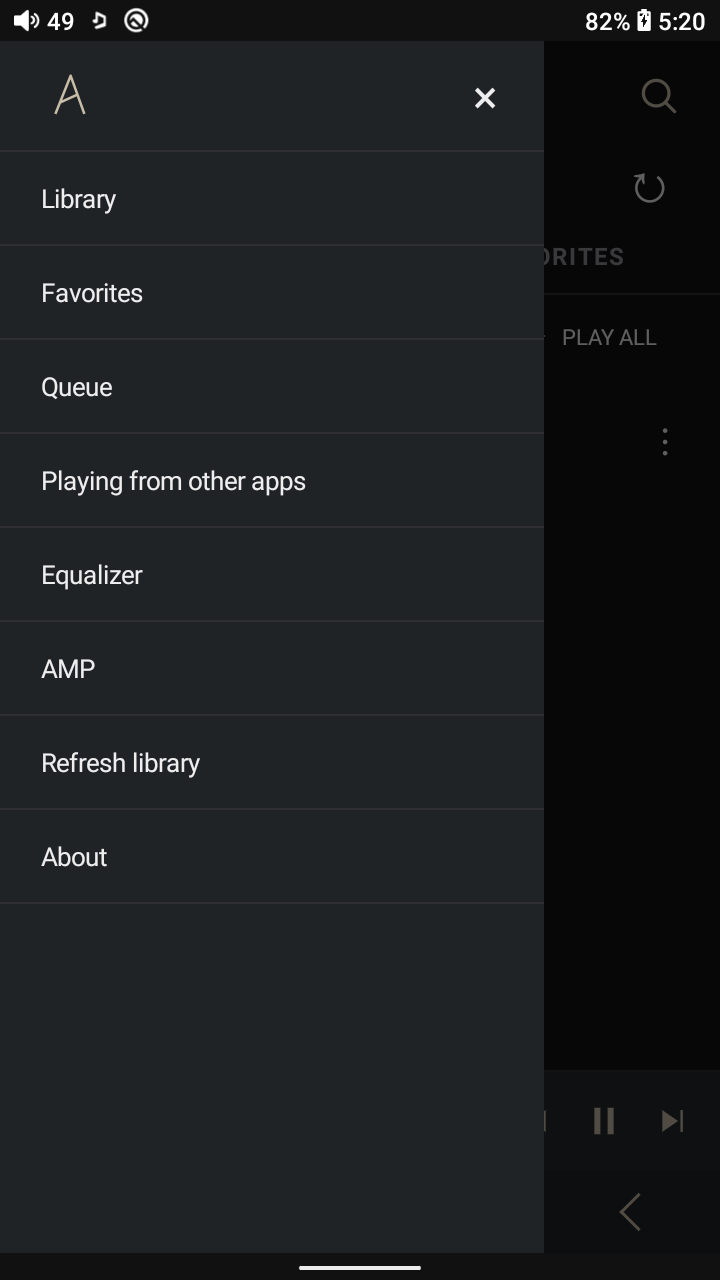 49
82% 5:20
Library
ORITES
Favorites
PLAY ALL
Queue
Playing from other apps
Equalizer
AMP
Refresh library
About